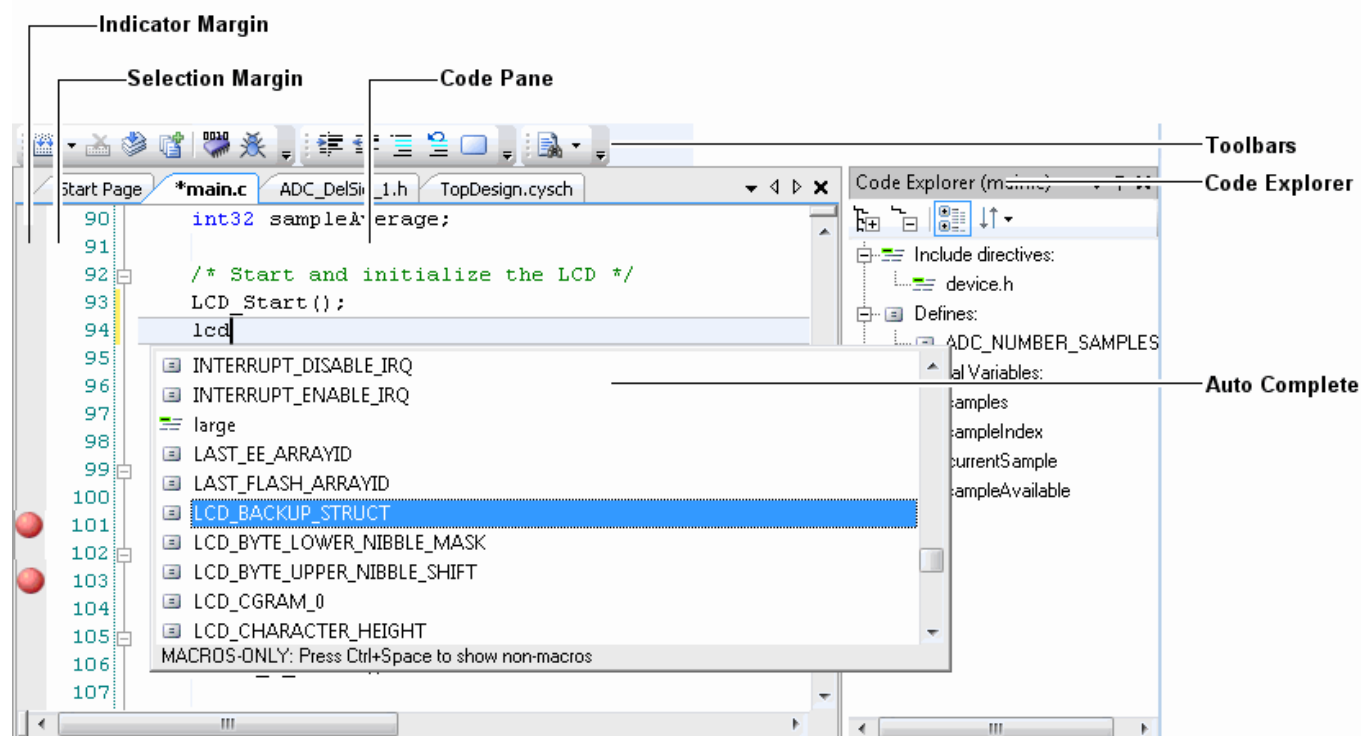 Indicator Margin
Selection Margin
Code Pane
Toolbars
Start Page
*main.c
TopDesign.cysch
Code Explorer
Code Explorer
90 int32
91
92 /* Start and initialize the LCD */
93 LCD_Start();
94 lcd
95
96
97
98
99
100
101
102
103
104
105
106
107
INTERRUPT_DISABLE_IRQ
INTERRUPT_ENABLE_IRQ
large
LAST_EE_ARRAYID
LAST_FLASH_ARRAYID
LCD_BACKUP_STRUCT
LCD_BYTE_LOWER_NIBBLE_MASK
LCD_BYTE_UPPER_NIBBLE_SHIFT
LCD_CGRAM_0
LCD_CHARACTER_HEIGHT
MACROS-ONLY: Press Ctrl+Space to show non-macros
Include directives:
device.h
Defines:
ADC_NUMBER_SAMPLES
Variables:
Auto Complete